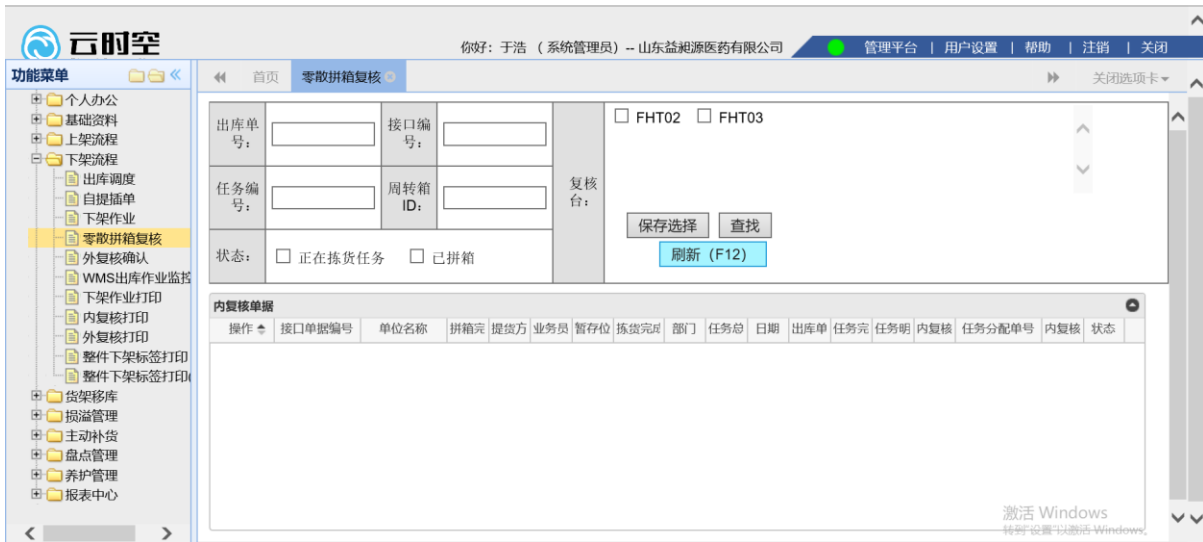 云时空
你好：于浩 （系统管理员）-- 山东益昶源医药有限公司
管理平台 | 用户设置 | 帮助 | 注销 | 关闭
功能菜单
首页 零散拼箱复核 关闭选项卡
个人办公
基础资料
上架流程
下架流程
出库调度
自提插单
下架作业
零散拼箱复核
外复核确认
WMS出库作业监控
下架作业打印
内复核打印
外复核打印
整件下架标签打印
整件下架标签打印
货架移库
损溢管理
主动补货
盘点管理
养护管理
报表中心
出库单号：
接口编号：
任务编号：
周转箱ID：
状态：
正在拣货任务
已拼箱
复核台：
FHT02 FHT03
保存选择 查找
刷新（F12）
内复核单据
操作 接口单据编号 单位名称 拼箱完 提货方 业务员 暂存位 拣货完成 部门 任务总 日期 出库单 任务完 任务明 内复核 任务分配单号 内复核 状态
激活 Windows
转到"设置"以激活 Windows。